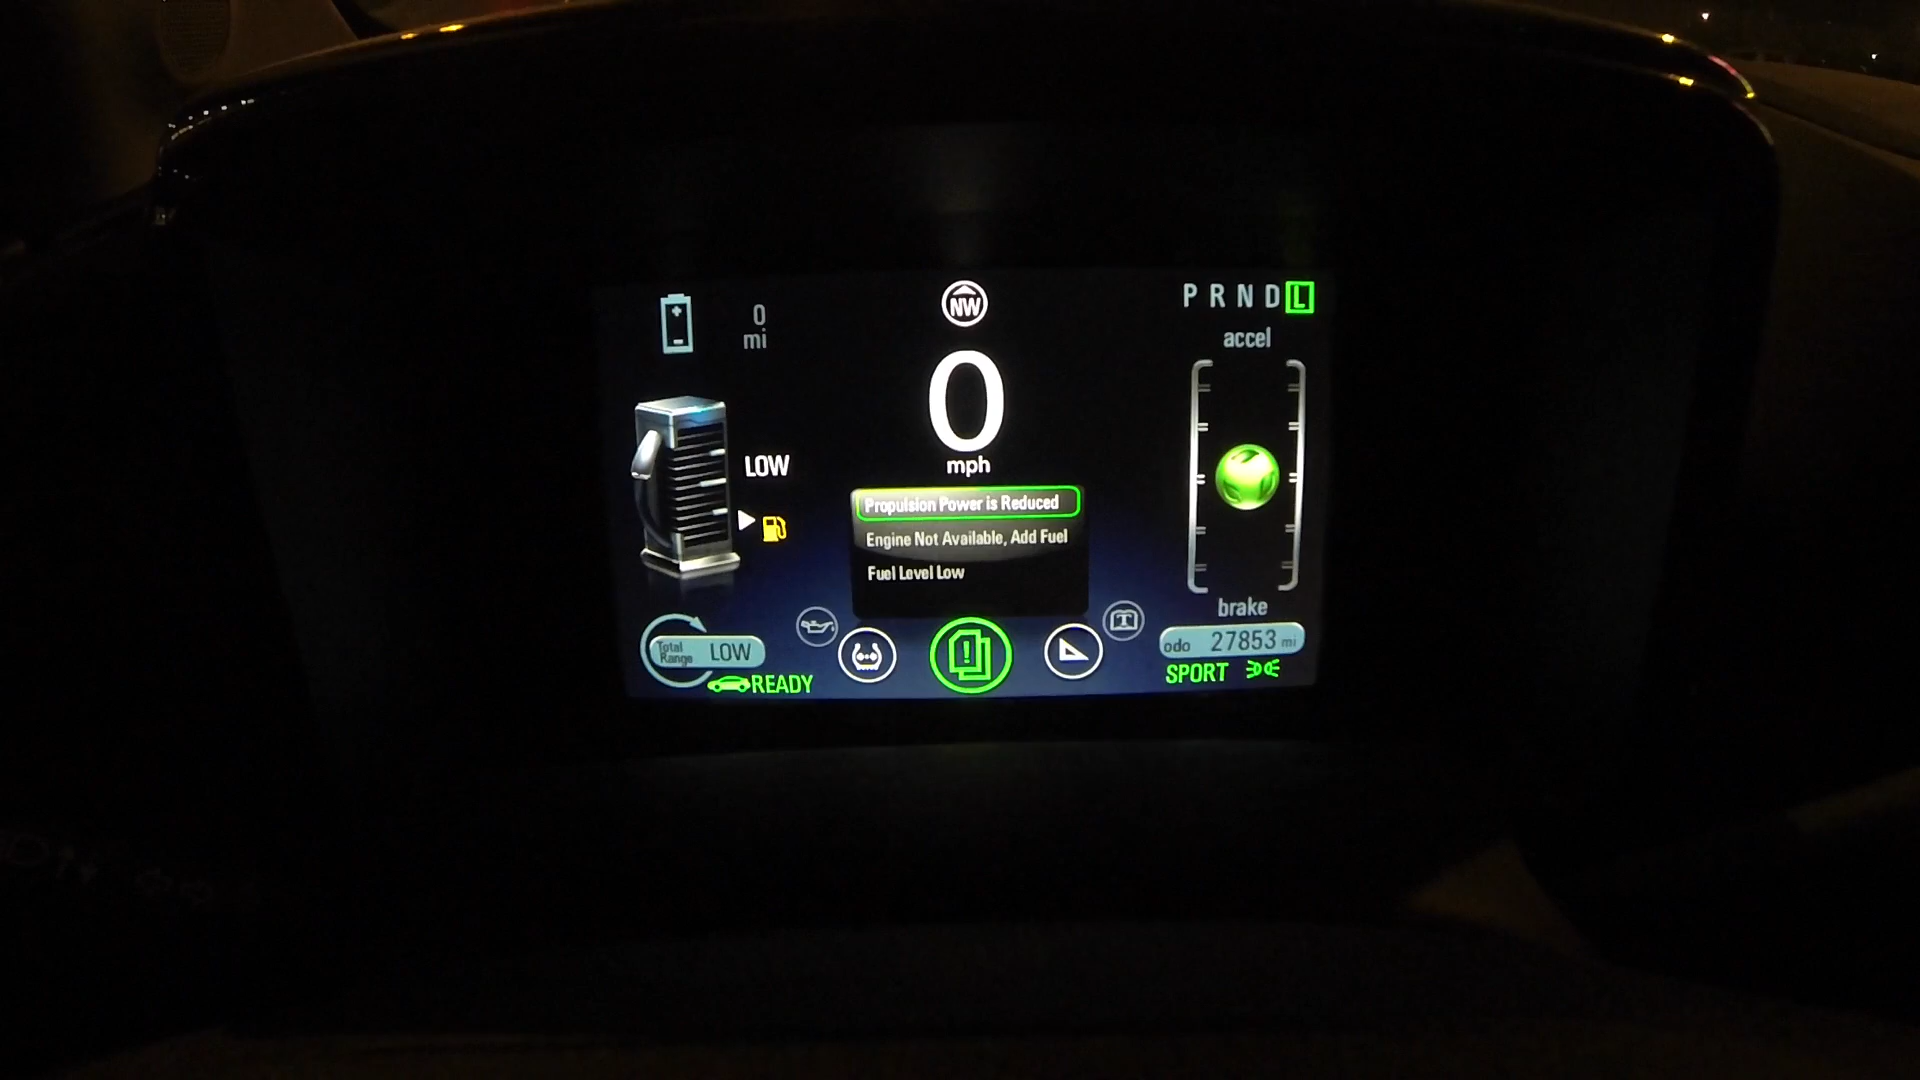 0
mi
NW
P R N D L
accel
0
mph
LOW
Propulsion Power is Reduced
Engine Not Available, Add Fuel
Fuel Level Low
brake
Total
Range
LOW
odo 27853 mi
READY
SPORT